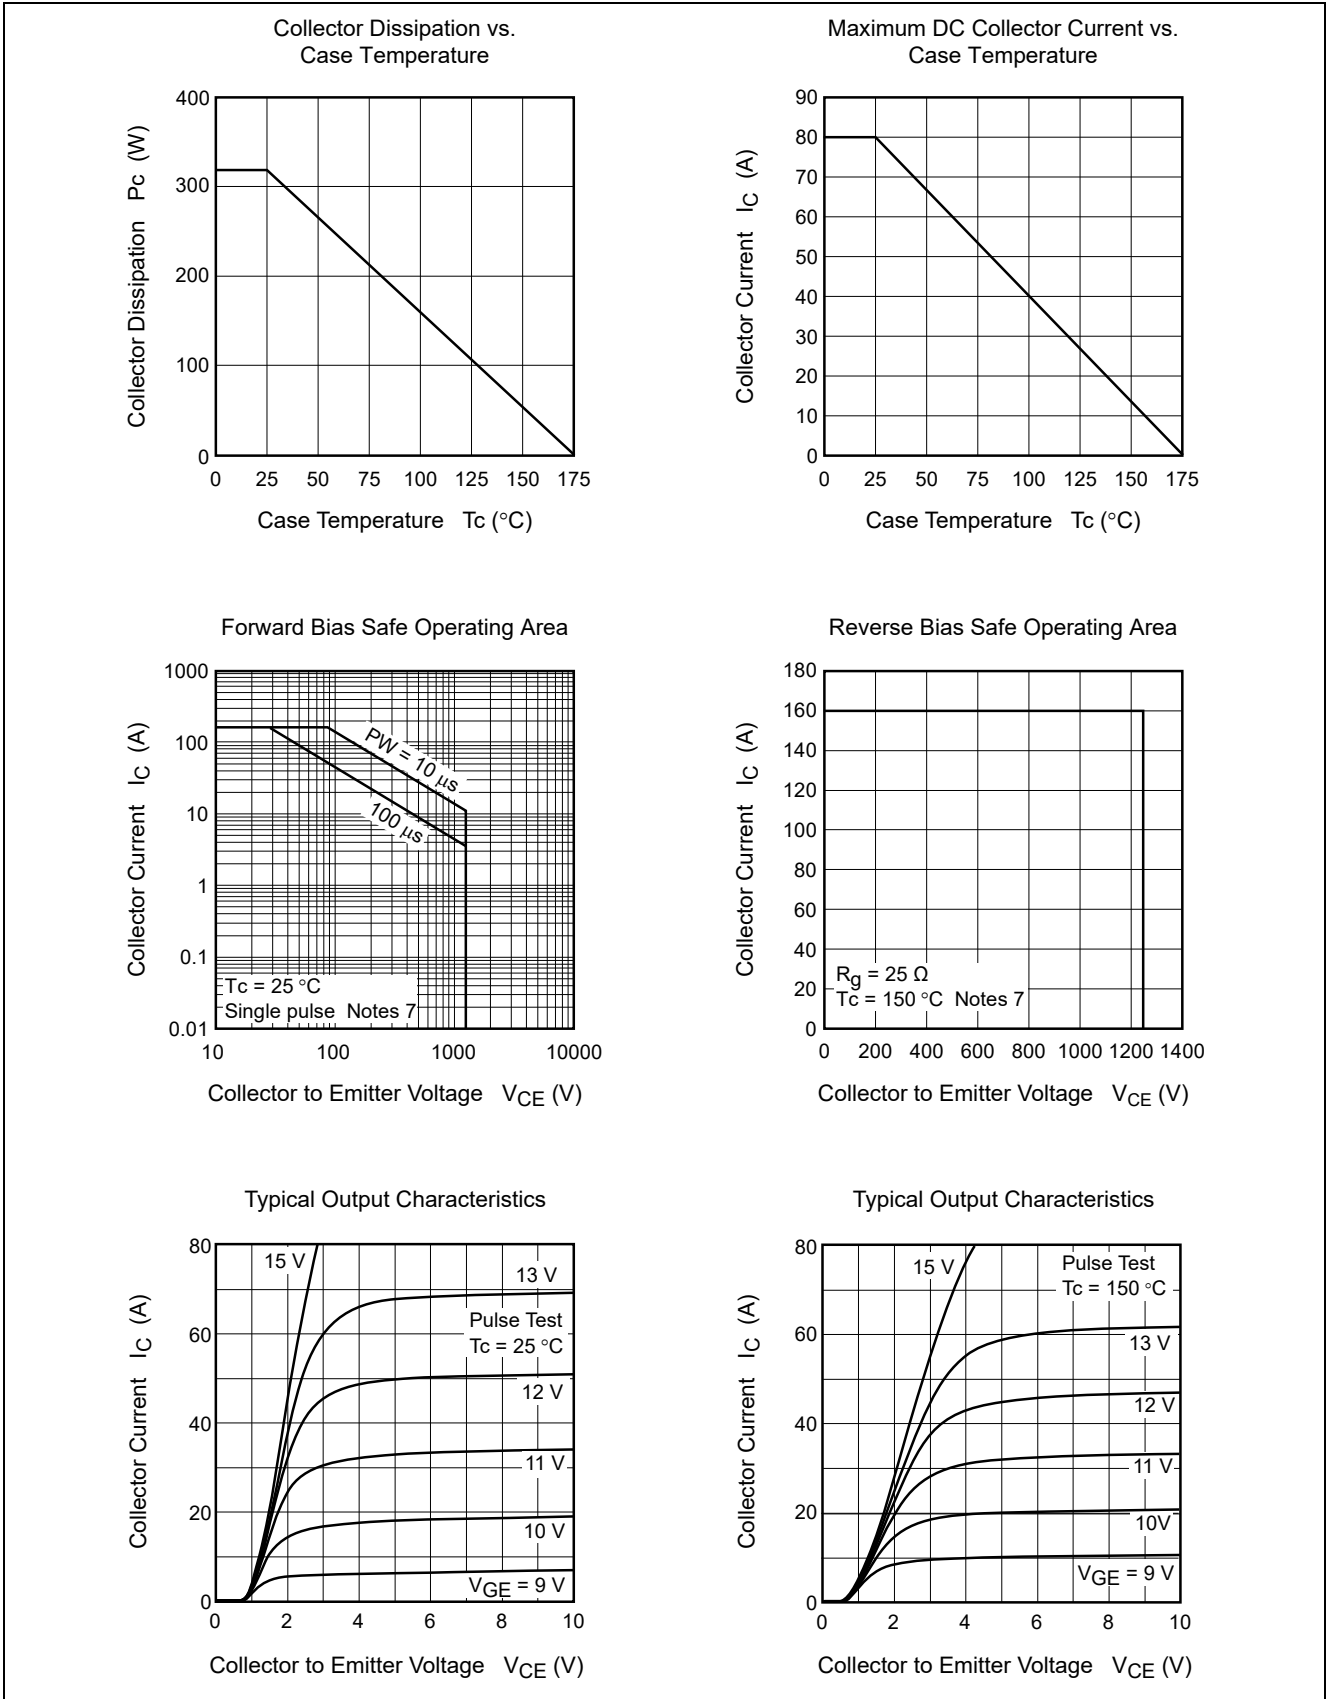 Collector Dissipation vs.
Case Temperature
400
300
200
100
0
Collector Dissipation Pc (W)
0 25 50 75 100 125 150 175
Case Temperature Tc (°C)
Maximum DC Collector Current vs.
Case Temperature
90
80
70
60
50
40
30
20
10
0
Collector Current IC (A)
0 25 50 75 100 125 150 175
Case Temperature Tc (°C)
Forward Bias Safe Operating Area
1000
100
10
1
0.1
0.01
Collector Current IC (A)
PW = 10 μs
100 μs
Tc = 25 °C
Single pulse Notes 7
10 100 1000 10000
Collector to Emitter Voltage VCE (V)
Reverse Bias Safe Operating Area
180
160
140
120
100
80
60
40
20
0
Collector Current IC (A)
Rg = 25 Ω
Tc = 150 °C Notes 7
0 200 400 600 800 1000 1200 1400
Collector to Emitter Voltage VCE (V)
Typical Output Characteristics
80
60
40
20
0
Collector Current IC (A)
15 V
13 V
Pulse Test
Tc = 25 °C
12 V
11 V
10 V
VGE = 9 V
0 2 4 6 8 10
Collector to Emitter Voltage VCE (V)
Typical Output Characteristics
80
60
40
20
0
Collector Current IC (A)
15 V
Pulse Test
Tc = 150 °C
13 V
12 V
11 V
10V
VGE = 9 V
0 2 4 6 8 10
Collector to Emitter Voltage VCE (V)